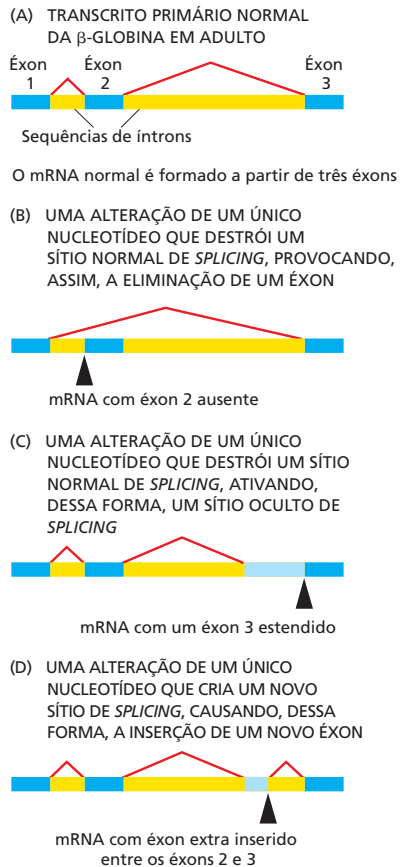 (A) TRANSCRITO PRIMÁRIO NORMAL
DA β-GLOBINA EM ADULTO
Éxon Éxon Éxon
1 2 3
Sequências de íntrons
O mRNA normal é formado a partir de três éxons
(B) UMA ALTERAÇÃO DE UM ÚNICO
NUCLEOTÍDEO QUE DESTRÓI UM
SÍTIO NORMAL DE SPLICING, PROVOCANDO,
ASSIM, A ELIMINAÇÃO DE UM ÉXON
mRNA com éxon 2 ausente
(C) UMA ALTERAÇÃO DE UM ÚNICO
NUCLEOTÍDEO QUE DESTRÓI UM SÍTIO
NORMAL DE SPLICING, ATIVANDO,
DESSA FORMA, UM SÍTIO OCULTO DE
SPLICING
mRNA com um éxon 3 estendido
(D) UMA ALTERAÇÃO DE UM ÚNICO
NUCLEOTÍDEO QUE CRIA UM NOVO
SÍTIO DE SPLICING, CAUSANDO, DESSA
FORMA, A INSERÇÃO DE UM NOVO ÉXON
mRNA com éxon extra inserido
entre os éxons 2 e 3